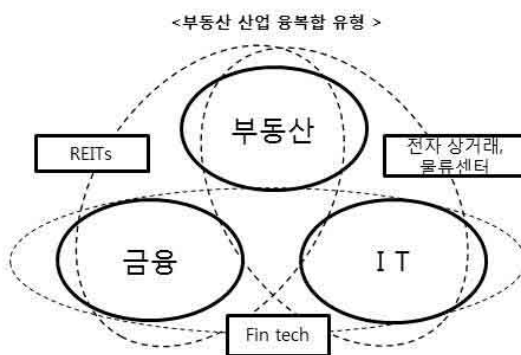 <부동산 산업 융복합 유형 >
부동산
REITs
전자 상거래,
물류센터
금융
I T
Fin tech